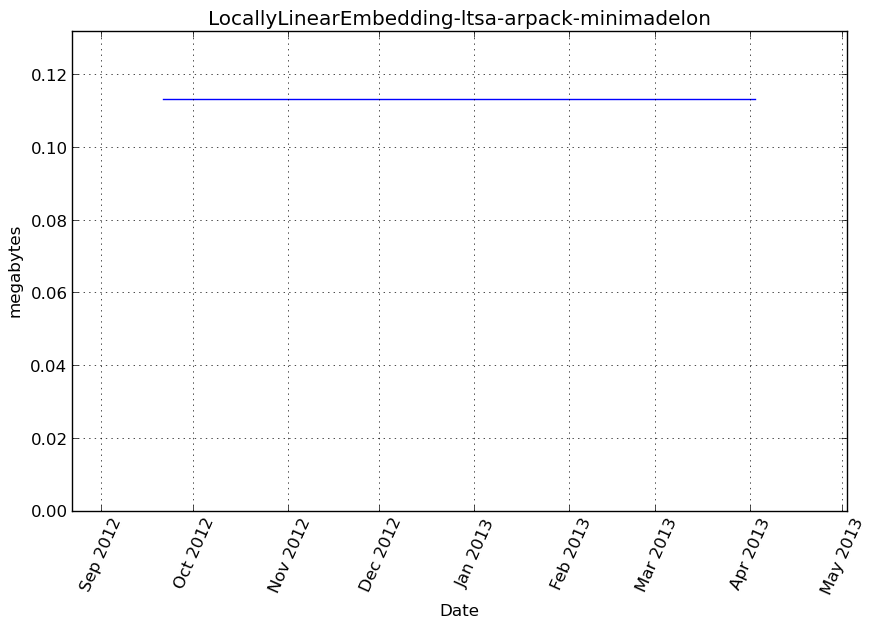 LocallyLinearEmbedding-ltsa-arpack-minimadelon
0.12
0.10
0.08
0.06
0.04
0.02
0.00
megabytes
Sep 2012
Oct 2012
Nov 2012
Dec 2012
Jan 2013
Feb 2013
Mar 2013
Apr 2013
May 2013
Date